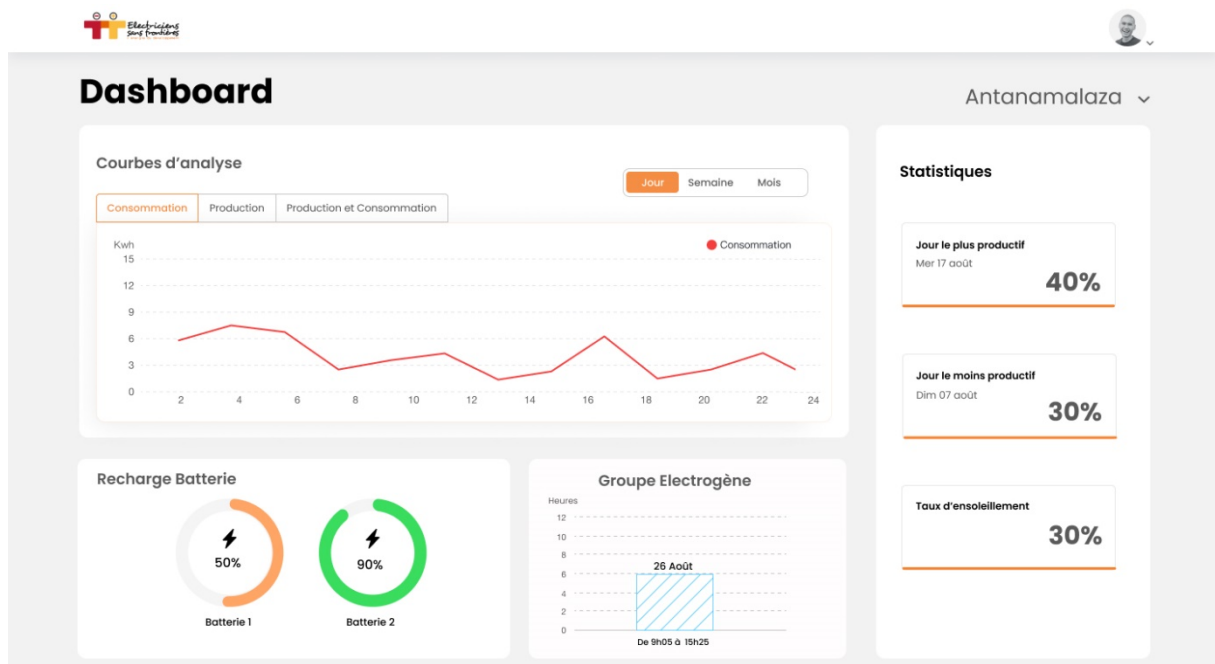 Electriciens
sans frontières
Dashboard
Antanamalaza
Courbes d’analyse
Jour Semaine Mois
Consommation Production Production et Consommation
Kwh
Consommation
15
12
9
6
3
0
2 4 6 8 10 12 14 16 18 20 22 24
Recharge Batterie
50%
90%
Batterie 1
Batterie 2
Groupe Electrogène
Heures
12
10
8
6
4
2
0
26 Août
De 9h05 à 15h25
Statistiques
Jour le plus productif
Mer 17 août
40%
Jour le moins productif
Dim 07 août
30%
Taux d’ensoleillement
30%